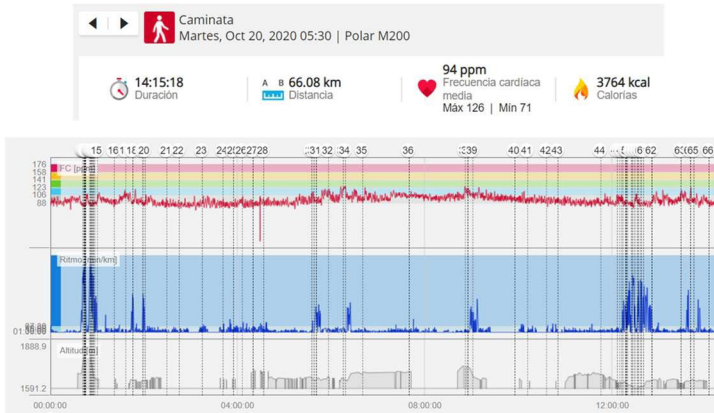 Caminata
Martes, Oct 20, 2020 05:30 | Polar M200
14:15:18
Duración
A B 66.08 km
Distancia
94 ppm
Frecuencia cardíaca
media
Máx 126 | Mín 71
3764 kcal
Calorías
15 16 18 20 21 22 23 27 28 31 32 34 35 36 39 40 41 42 43 44 62 65 66
176
158
141
123
106
88
FC [ppm]
Ritmo [min/km]
Altitud [m]
1888.9
1591.2
00:00:00 04:00:00 08:00:00 12:00:00